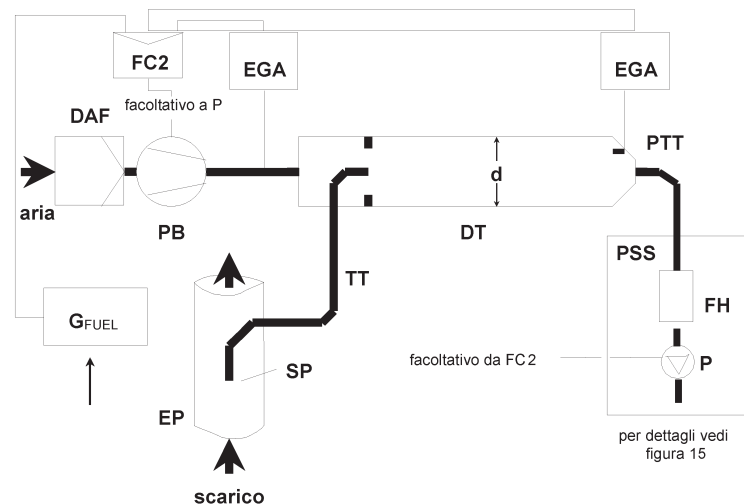 FC2
EGA
EGA
facoltativo a P
DAF
PTT
d
aria
PB
DT
PSS
TT
FH
GFUEL
SP
facoltativo da FC2
P
EP
per dettagli vedi
figura 15
scarico